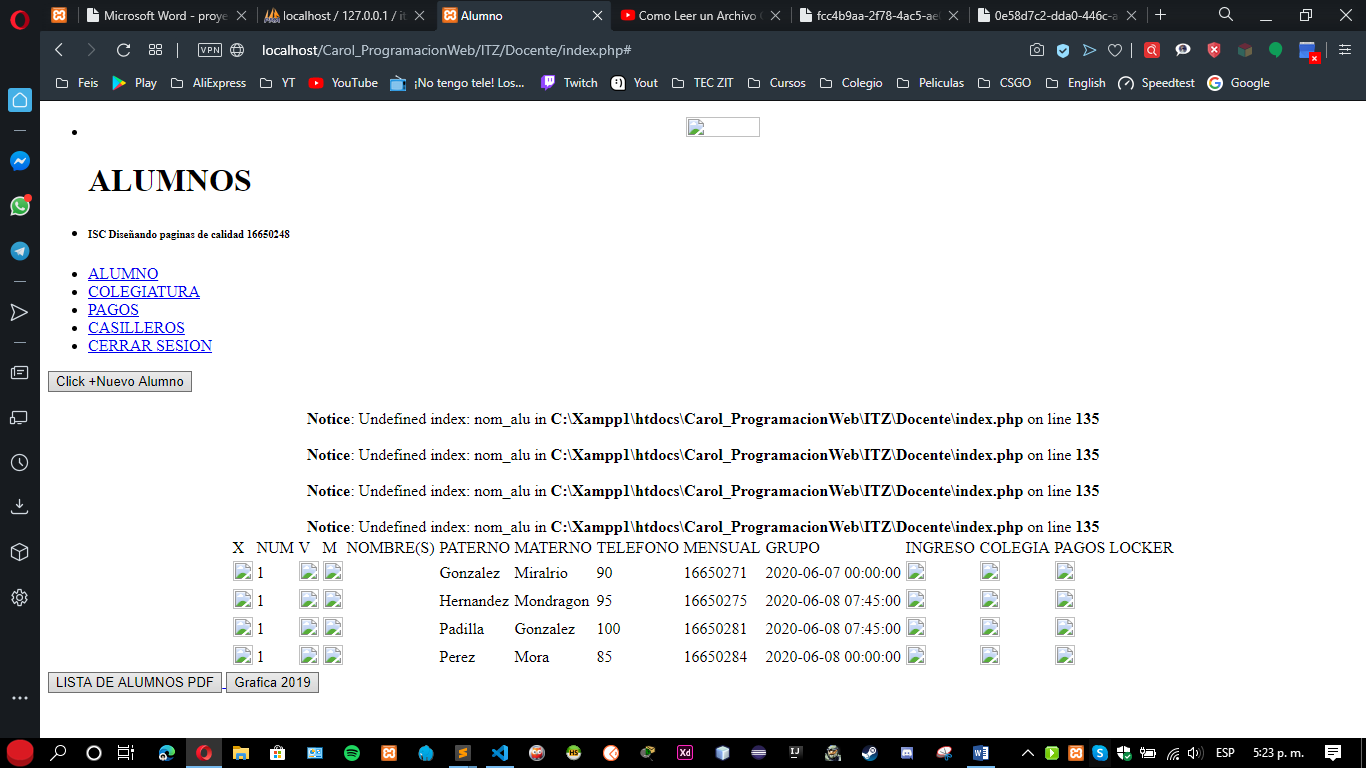 Microsoft Word - proye
localhost / 127.0.0.1 / it
Alumno
Como Leer un Archivo
fcc4b9aa-2f78-4ac5-ae
0e58d7c2-dda0-446c-a
VPN
localhost/Carol_ProgramacionWeb/ITZ/Docente/index.php#
Feis Play AliExpress YT YouTube ¡No tengo tele! Los... Twitch Yout TEC ZIT Cursos Colegio Peliculas CSGO English Speedtest Google
ALUMNOS
ISC Diseñando paginas de calidad 16650248
ALUMNO
COLEGIATURA
PAGOS
CASILLEROS
CERRAR SESION
Click +Nuevo Alumno
Notice: Undefined index: nom_alu in C:\Xampp1\htdocs\Carol_ProgramacionWeb\ITZ\Docente\index.php on line 135
Notice: Undefined index: nom_alu in C:\Xampp1\htdocs\Carol_ProgramacionWeb\ITZ\Docente\index.php on line 135
Notice: Undefined index: nom_alu in C:\Xampp1\htdocs\Carol_ProgramacionWeb\ITZ\Docente\index.php on line 135
Notice: Undefined index: nom_alu in C:\Xampp1\htdocs\Carol_ProgramacionWeb\ITZ\Docente\index.php on line 135
X NUM V M NOMBRE(S) PATERNO MATERNO TELEFONO MENSUAL GRUPO INGRESO COLEGIA PAGOS LOCKER
1 Gonzalez Miralrio 90 16650271 2020-06-07 00:00:00
1 Hernandez Mondragon 95 16650275 2020-06-08 07:45:00
1 Padilla Gonzalez 100 16650281 2020-06-08 07:45:00
1 Perez Mora 85 16650284 2020-06-08 00:00:00
LISTA DE ALUMNOS PDF Grafica 2019
ESP 5:23 p. m.